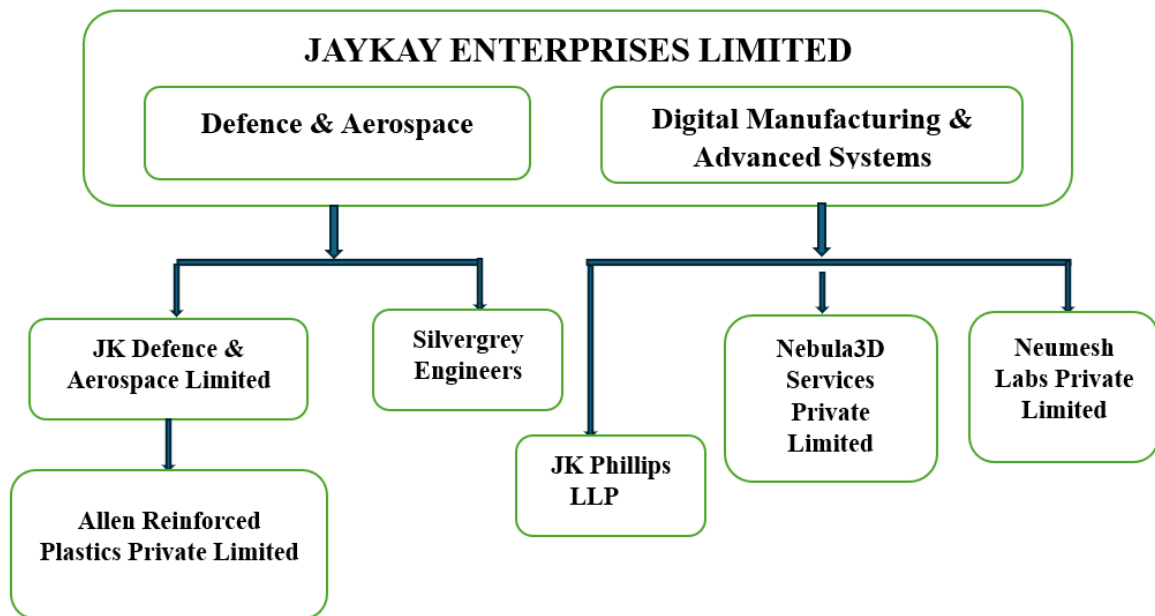 JAYKAY ENTERPRISES LIMITED
Defence & Aerospace
Digital Manufacturing &
Advanced Systems
JK Defence &
Aerospace Limited
Silvergrey
Engineers
JK Phillips
LLP
Nebula3D
Services
Private
Limited
Neumesh
Labs Private
Limited
Allen Reinforced
Plastics Private Limited